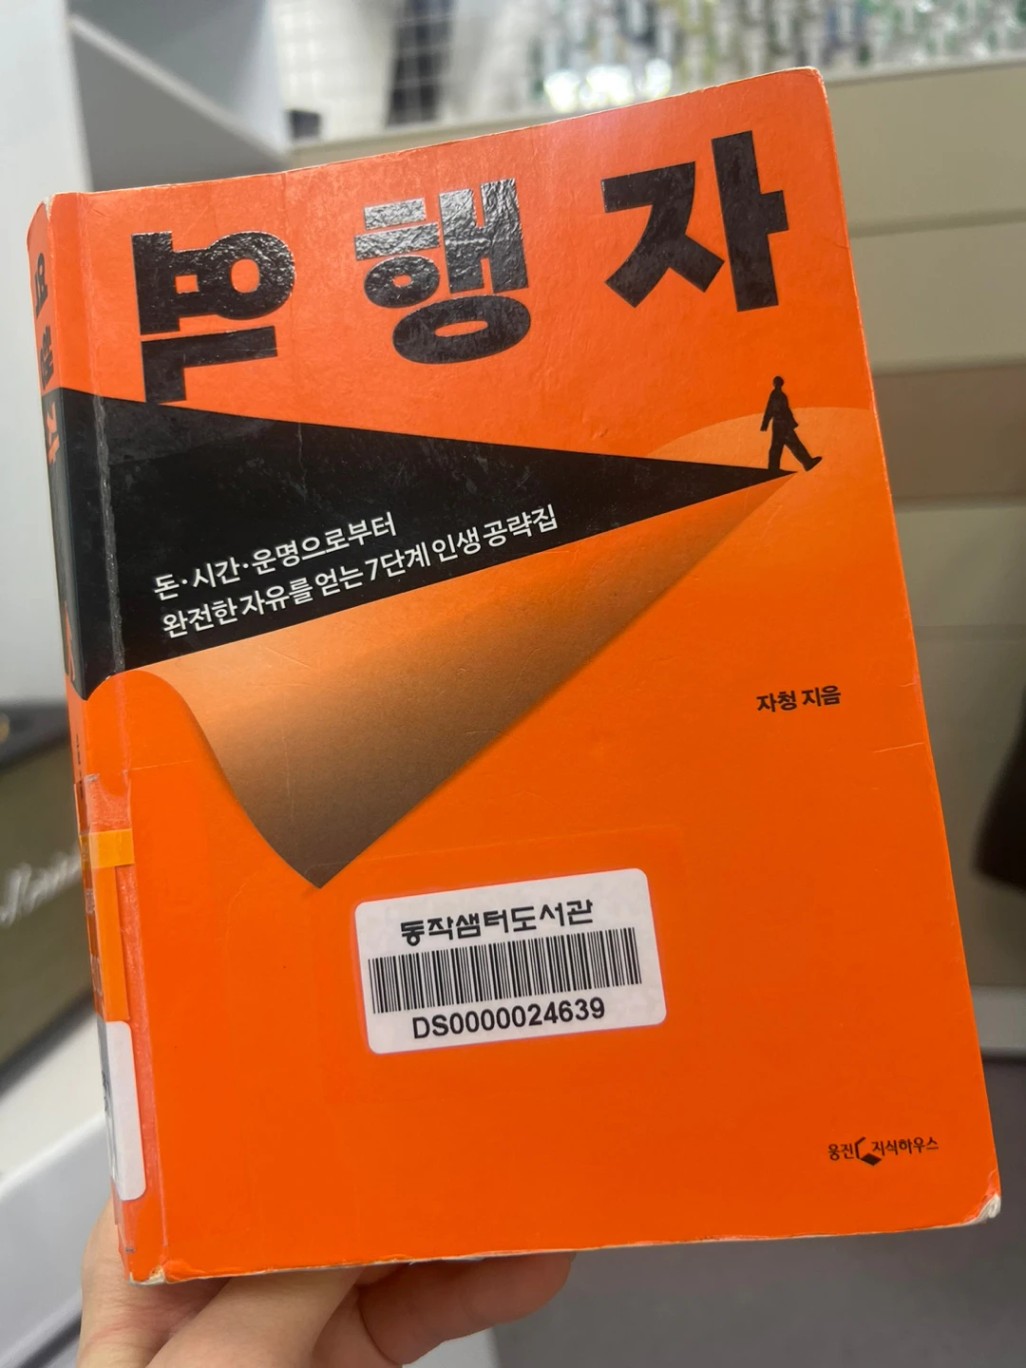 역행자
돈·시간·운명으로부터
완전한 자유를 얻는 7단계 인생 공략집
자청 지음
동작샘터도서관
DS0000024639
웅진 지식하우스